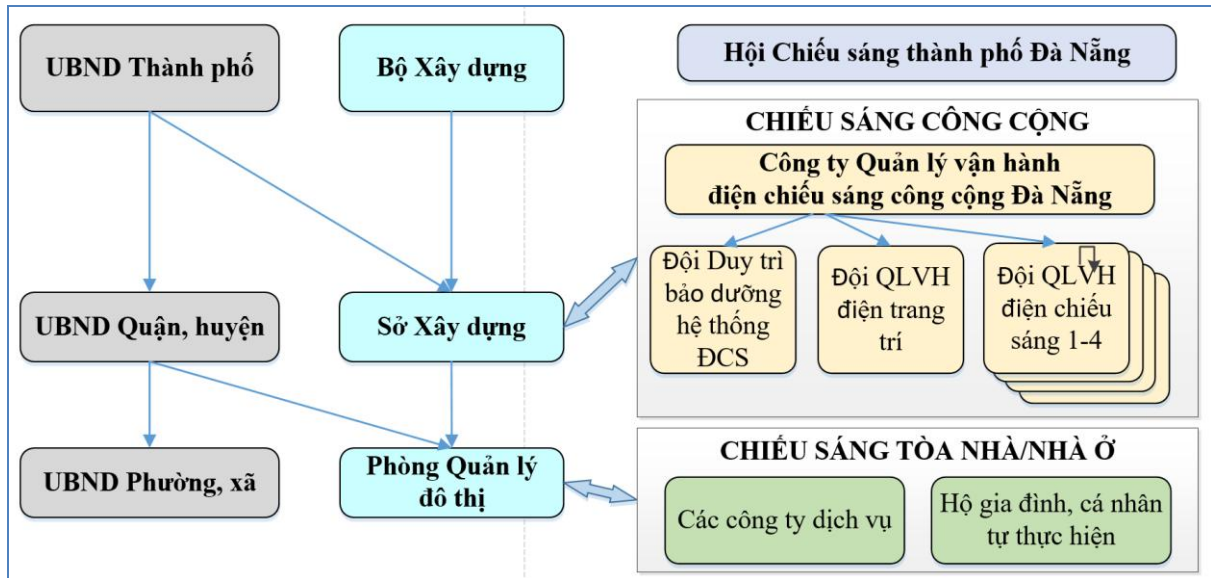 UBND Thành phố
Bộ Xây dựng
Hội Chiếu sáng thành phố Đà Nẵng
CHIẾU SÁNG CÔNG CỘNG
Công ty Quản lý vận hành
điện chiếu sáng công cộng Đà Nẵng
Đội Duy trì
bảo dưỡng
hệ thống
ĐCS
Đội QLVH
điện trang
trí
Đội QLVH
điện chiếu
sáng 1-4
UBND Quận, huyện
Sở Xây dựng
UBND Phường, xã
Phòng Quản lý
đô thị
CHIẾU SÁNG TÒA NHÀ/NHÀ Ở
Các công ty dịch vụ
Hộ gia đình, cá nhân
tự thực hiện